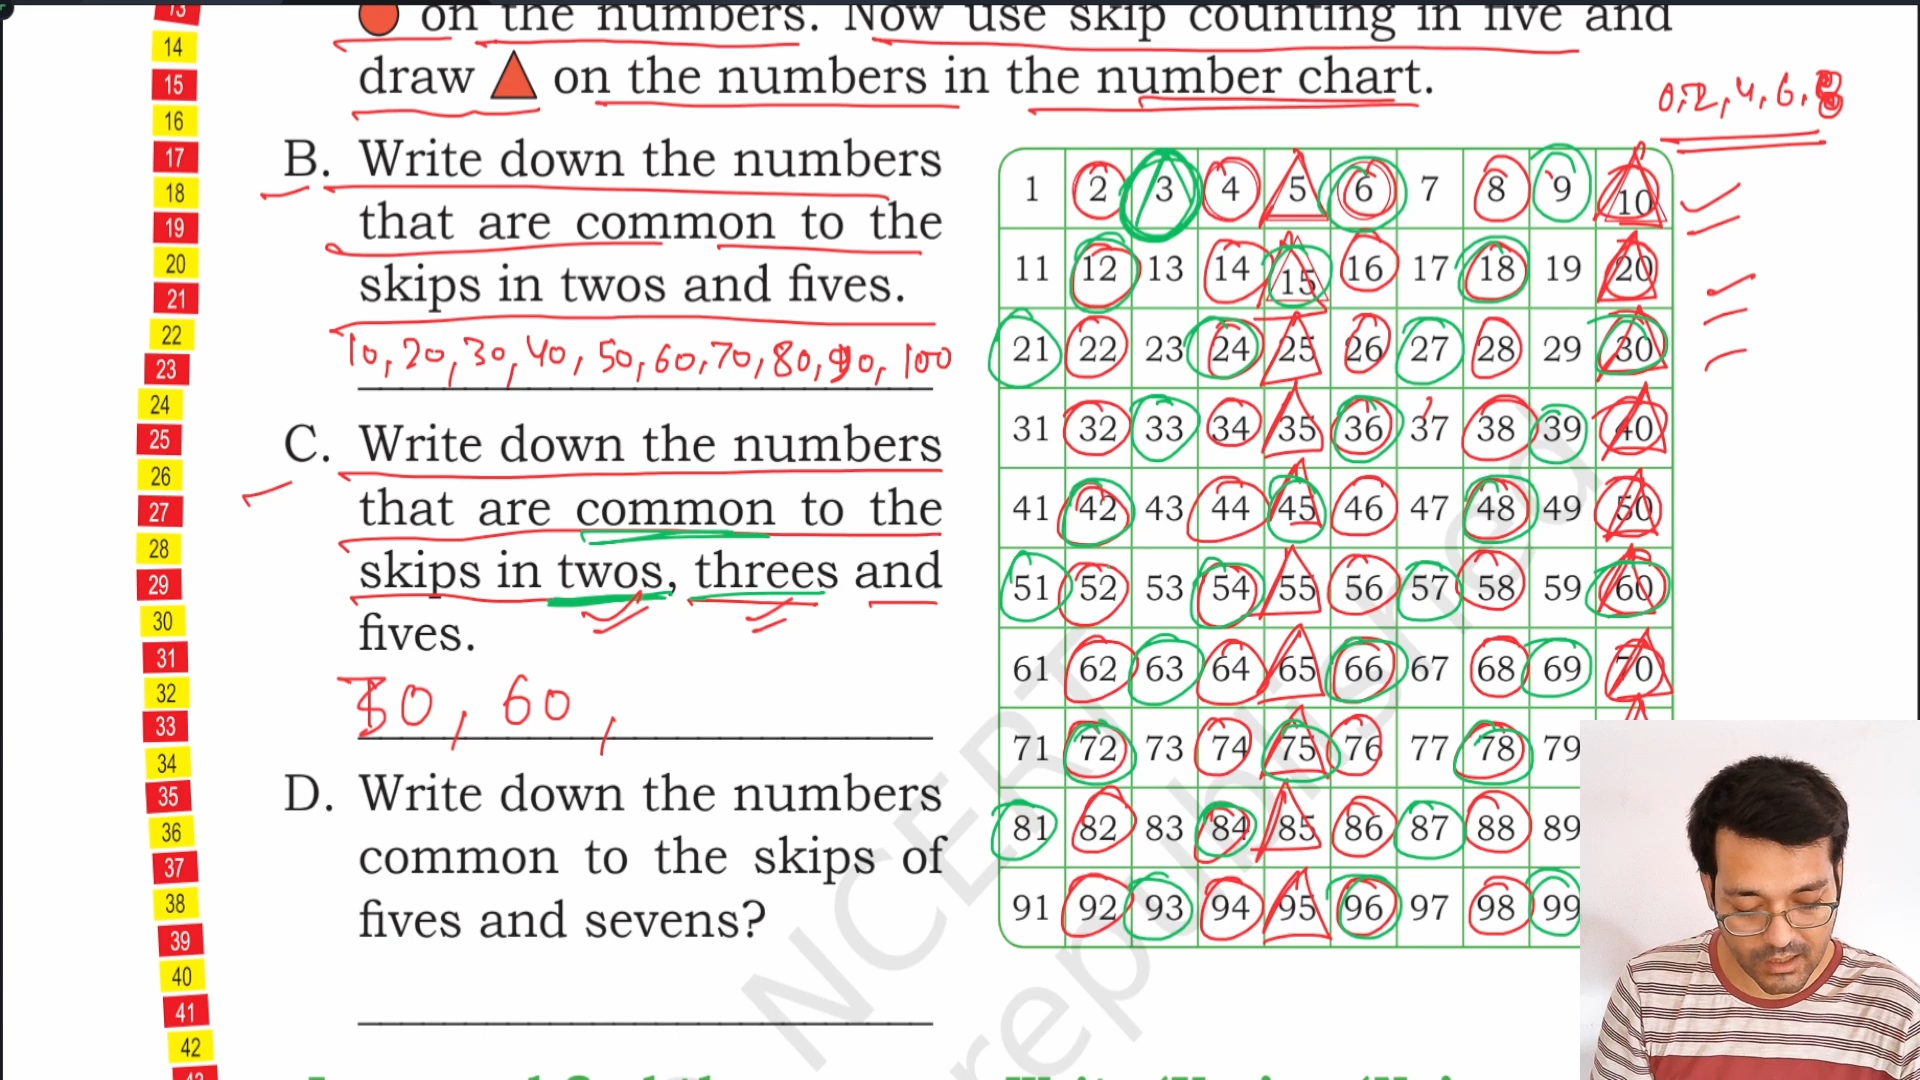 13
14
15
16
17
18
19
20
21
22
23
24
25
26
27
28
29
30
31
32
33
34
35
36
37
38
39
40
41
42
43
on the numbers. Now use skip counting in five and
draw on the numbers in the number chart.
B. Write down the numbers
that are common to the
skips in twos and fives.
10, 20, 30, 40, 50, 60, 70, 80, 90, 100
C. Write down the numbers
that are common to the
skips in twos, threes and
fives.
30, 60,
D. Write down the numbers
common to the skips of
fives and sevens?
0, 2, 4, 6, 8
1 2 3 4 5 6 7 8 9 10
11 12 13 14 15 16 17 18 19 20
21 22 23 24 25 26 27 28 29 30
31 32 33 34 35 36 37 38 39 40
41 42 43 44 45 46 47 48 49 50
51 52 53 54 55 56 57 58 59 60
61 62 63 64 65 66 67 68 69 70
71 72 73 74 75 76 77 78 79
81 82 83 84 85 86 87 88 89
91 92 93 94 95 96 97 98 99
NCERT
republished